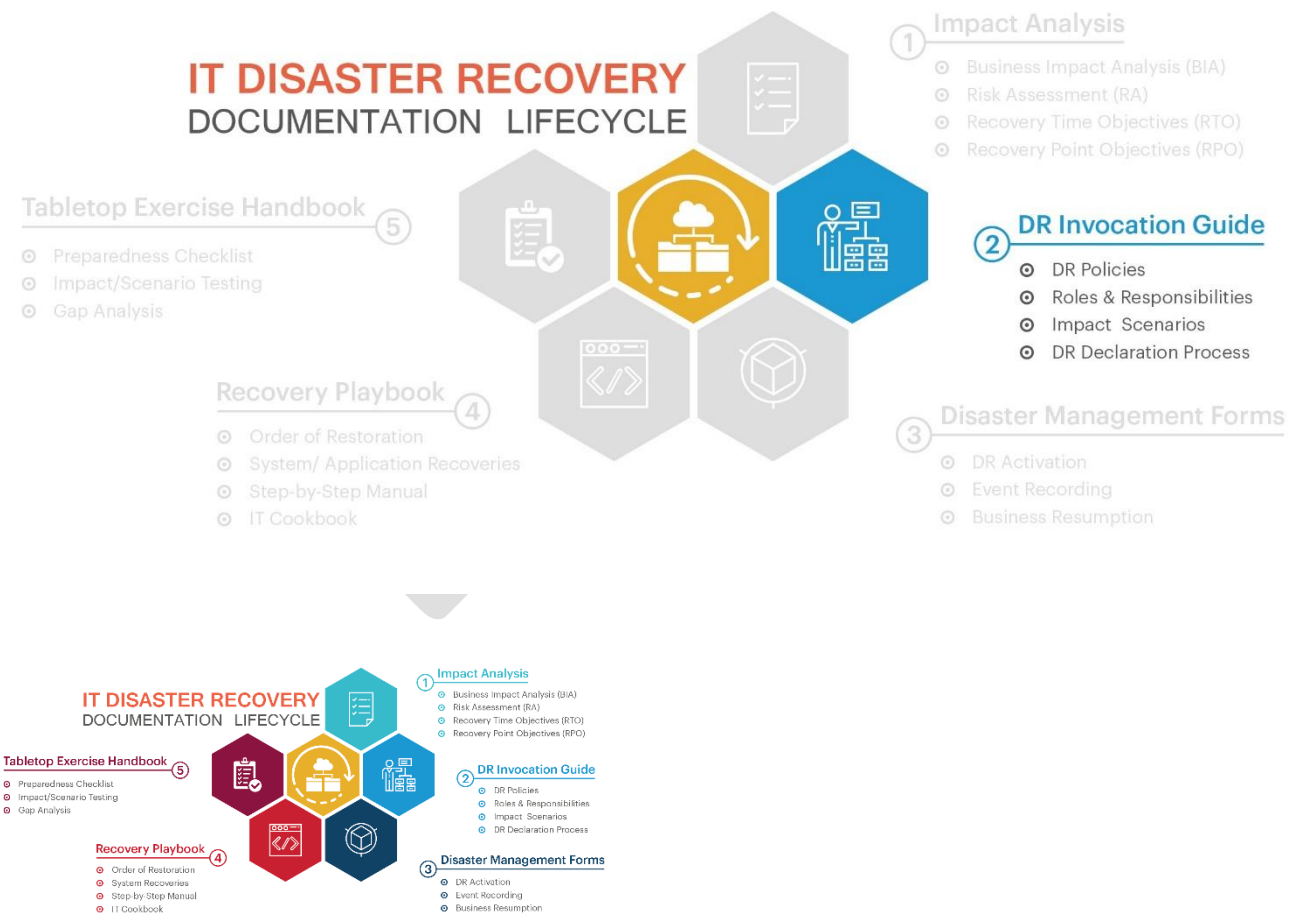 IT DISASTER RECOVERY
DOCUMENTATION LIFECYCLE
1
Impact Analysis
Business Impact Analysis (BIA)
Risk Assessment (RA)
Recovery Time Objectives (RTO)
Recovery Point Objectives (RPO)
2
DR Invocation Guide
DR Policies
Roles & Responsibilities
Impact Scenarios
DR Declaration Process
3
Disaster Management Forms
DR Activation
Event Recording
Business Resumption
Recovery Playbook
4
Order of Restoration
System/ Application Recoveries
Step-by-Step Manual
IT Cookbook
Tabletop Exercise Handbook
5
Preparedness Checklist
Impact/Scenario Testing
Gap Analysis
IT DISASTER RECOVERY
DOCUMENTATION LIFECYCLE
1
Impact Analysis
Business Impact Analysis (BIA)
Risk Assessment (RA)
Recovery Time Objectives (RTO)
Recovery Point Objectives (RPO)
2
DR Invocation Guide
DR Policies
Roles & Responsibilities
Impact Scenarios
DR Declaration Process
3
Disaster Management Forms
DR Activation
Event Recording
Business Resumption
Recovery Playbook
4
Order of Restoration
System Recoveries
Step-by-Step Manual
IT Cookbook
Tabletop Exercise Handbook
5
Preparedness Checklist
Impact/Scenario Testing
Gap Analysis